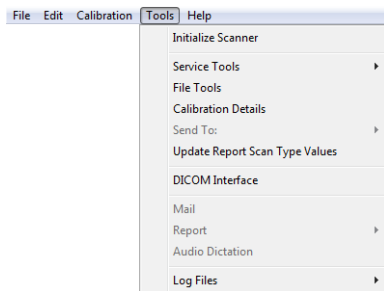 File Edit Calibration Tools Help
Initialize Scanner
Service Tools
File Tools
Calibration Details
Send To:
Update Report Scan Type Values
DICOM Interface
Mail
Report
Audio Dictation
Log Files